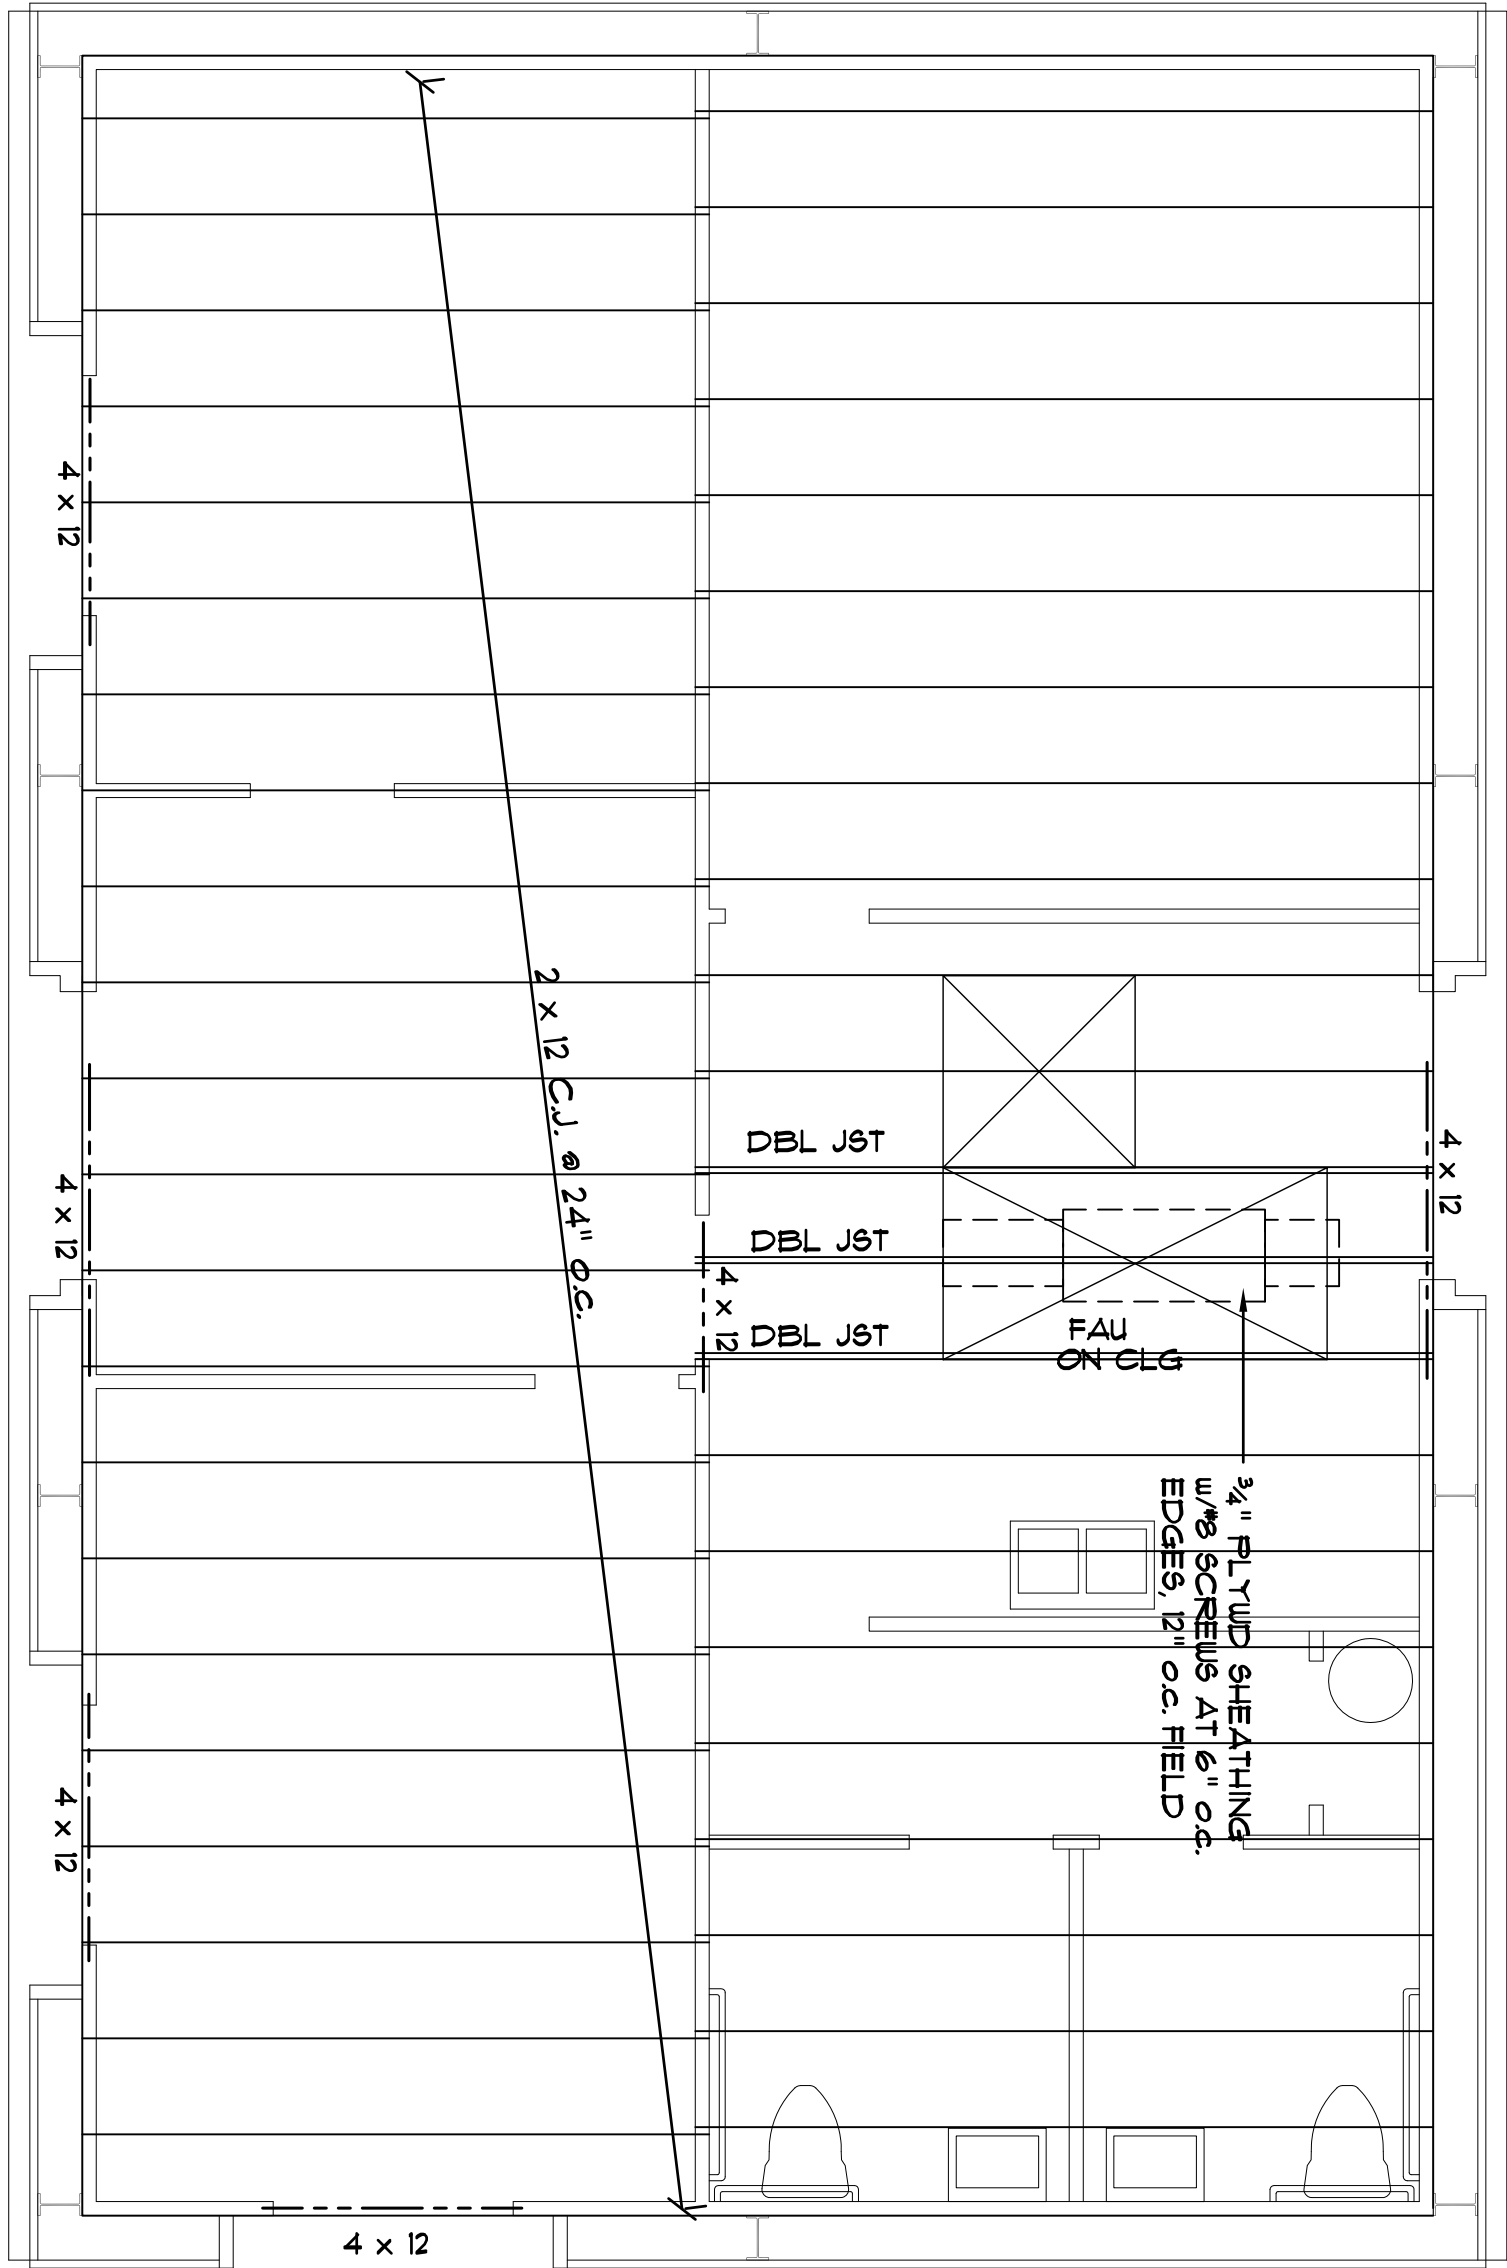 4 x 12
2 x 12 C.J. @ 24" O.C.
DBL JST
4 x 12
4 x 12
DBL JST
4 x 12
DBL JST
FAU
ON CLG
3/4" PLYWD SHEATHING
W/#8 SCREWS AT 6" O.C.
EDGES, 12" O.C. FIELD
4 x 12
4 x 12